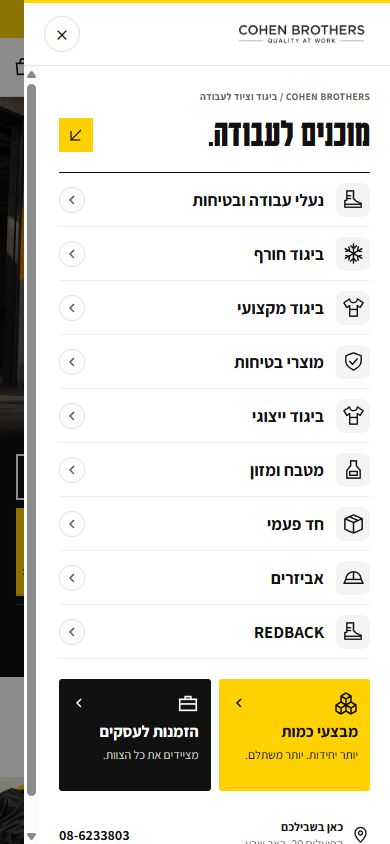 COHEN BROTHERS
QUALITY AT WORK
COHEN BROTHERS / ביגוד וציוד לעבודה
מוכנים לעבודה.
נעלי עבודה ובטיחות
ביגוד חורף
ביגוד מקצועי
מוצרי בטיחות
ביגוד ייצוגי
מטבח ומזון
חד פעמי
אביזרים
REDBACK
מבצעי כמות
יותר יחידות. יותר משתלם.
הזמנות לעסקים
מציידים את כל הצוות.
כאן בשבילכם
08-6233803